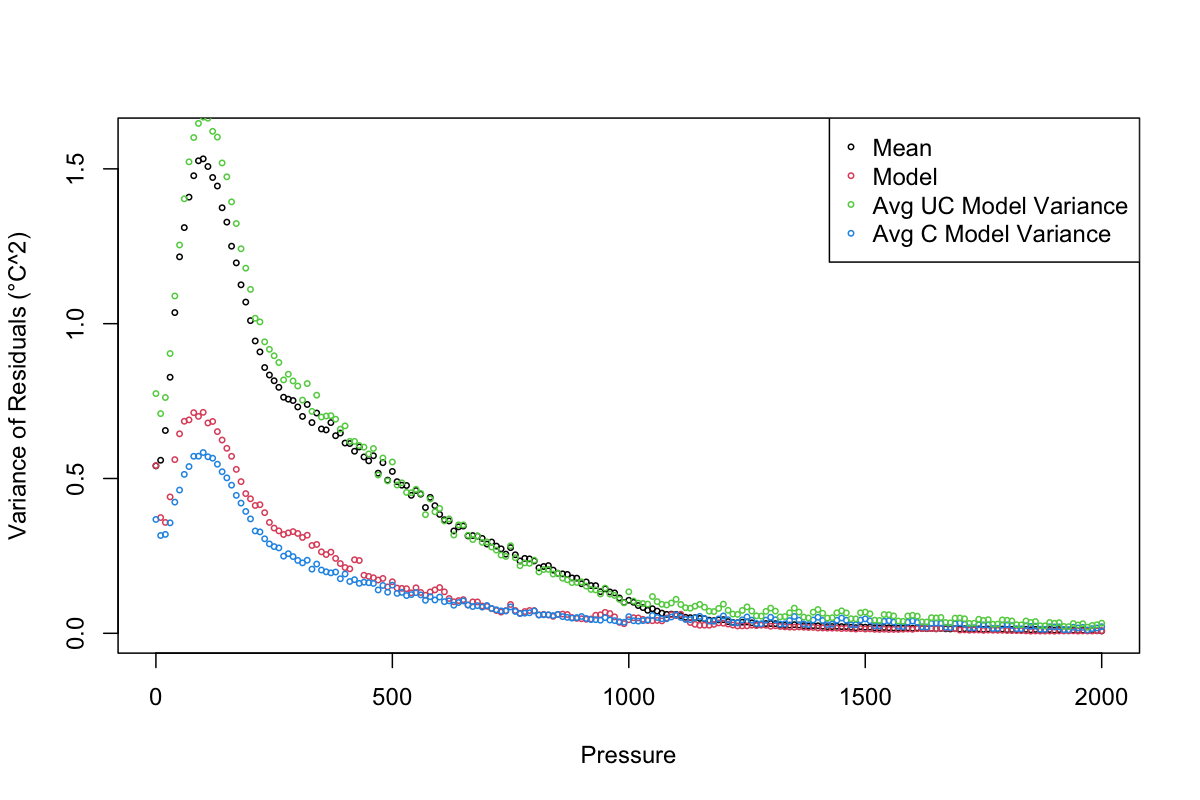 Variance of Residuals (°C^2)
1.5
1.0
0.5
0.0
Mean
Model
Avg UC Model Variance
Avg C Model Variance
0 500 1000 1500 2000
Pressure